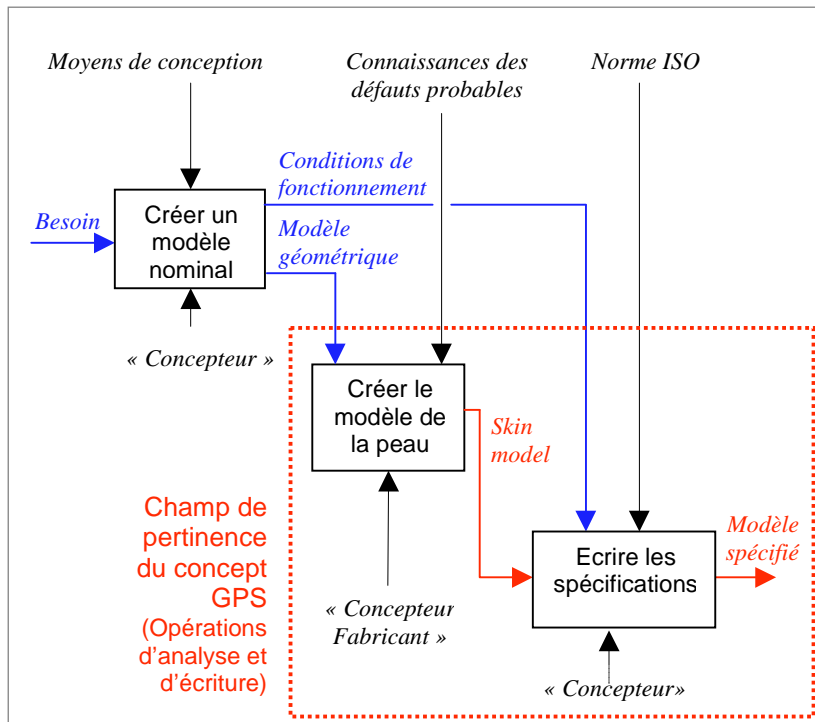 Moyens de conception
Connaissances des
défauts probables
Norme ISO
Conditions de
fonctionnement
Besoin
Créer un
modèle
nominal
Modèle
géométrique
« Concepteur »
Créer le
modèle de
la peau
Skin
model
Champ de
pertinence
du concept
GPS
(Opérations
d'analyse et
d'écriture)
Ecrire les
spécifications
Modèle
spécifié
« Concepteur
Fabricant »
« Concepteur»